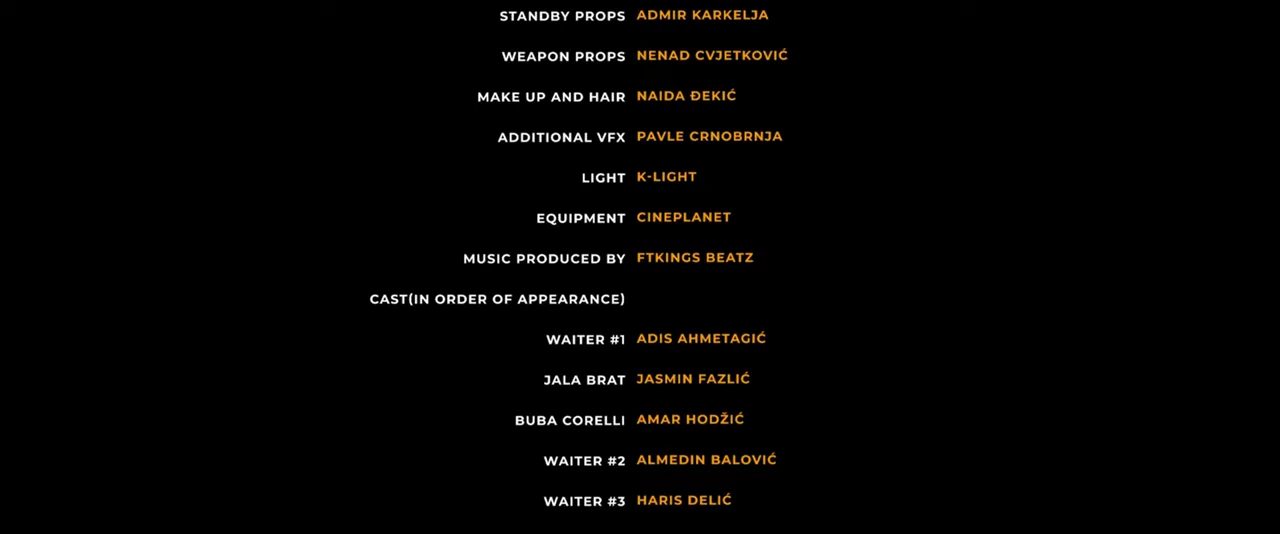 STANDBY PROPS ADMIR KARKELJA
WEAPON PROPS NENAD CVJETKOVIĆ
MAKE UP AND HAIR NAIDA ĐEKIĆ
ADDITIONAL VFX PAVLE CRNOBRNJA
LIGHT K-LIGHT
EQUIPMENT CINEPLANET
MUSIC PRODUCED BY FTKINGS BEATZ
CAST(IN ORDER OF APPEARANCE)
WAITER #1 ADIS AHMETAGIĆ
JALA BRAT JASMIN FAZLIĆ
BUBA CORELLI AMAR HODŽIĆ
WAITER #2 ALMEDIN BALOVIĆ
WAITER #3 HARIS DELIĆ